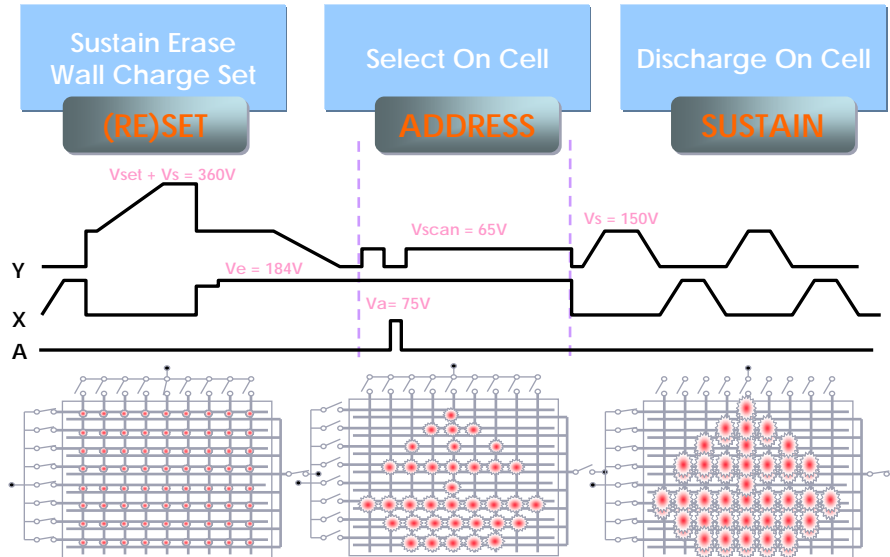 Sustain Erase
Wall Charge Set
Select On Cell
Discharge On Cell
(RE)SET
ADDRESS
SUSTAIN
Vset + Vs = 360V
Vscan = 65V
Vs = 150V
Y
Ve = 184V
X
Va= 75V
A